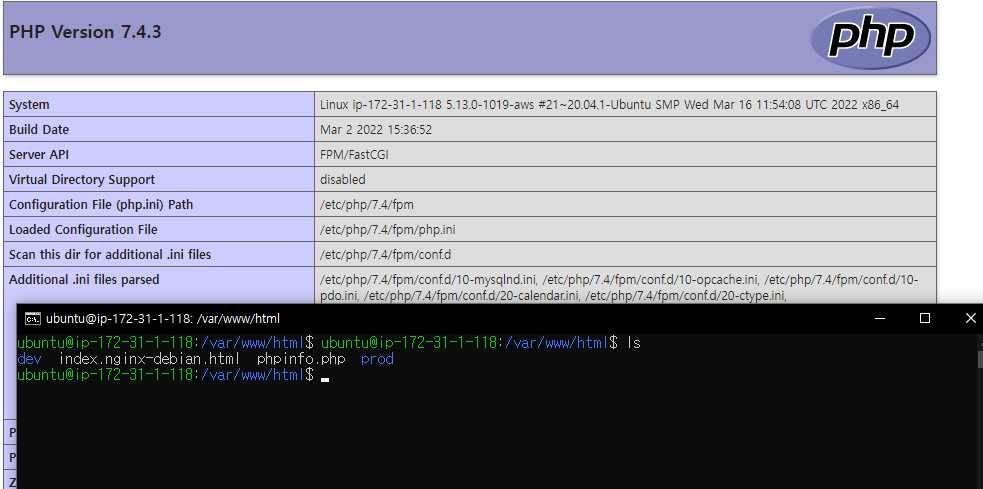 PHP Version 7.4.3
php
System Linux ip-172-31-1-118 5.13.0-1019-aws #21~20.04.1-Ubuntu SMP Wed Mar 16 11:54:08 UTC 2022 x86_64
Build Date Mar 2 2022 15:36:52
Server API FPM/FastCGI
Virtual Directory Support disabled
Configuration File (php.ini) Path /etc/php/7.4/fpm
Loaded Configuration File /etc/php/7.4/fpm/php.ini
Scan this dir for additional .ini files /etc/php/7.4/fpm/conf.d
Additional .ini files parsed /etc/php/7.4/fpm/conf.d/10-mysqlnd.ini, /etc/php/7.4/fpm/conf.d/10-opcache.ini, /etc/php/7.4/fpm/conf.d/10-
pdo.ini, /etc/php/7.4/fpm/conf.d/20-calendar.ini, /etc/php/7.4/fpm/conf.d/20-ctype.ini,
ubuntu@ip-172-31-1-118: /var/www/html
ubuntu@ip-172-31-1-118:/var/www/html$ ubuntu@ip-172-31-1-118:/var/www/html$ ls
dev index.nginx-debian.html phpinfo.php prod
ubuntu@ip-172-31-1-118:/var/www/html$
P
P
Z